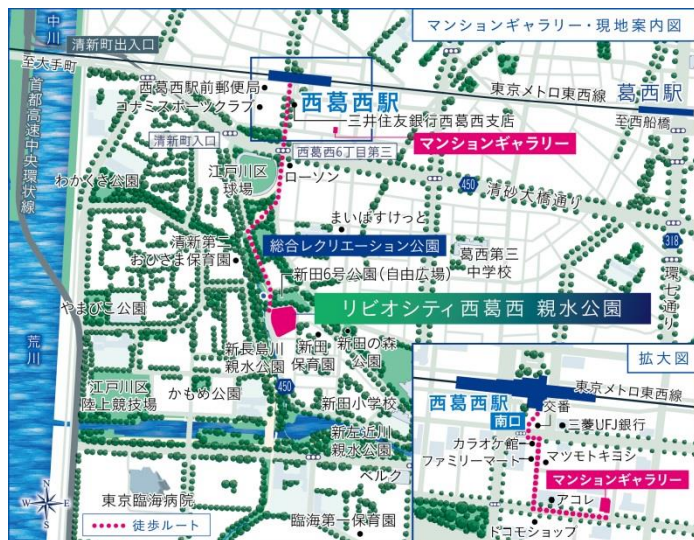 マンションギャラリー・現地案内図
中川
清新町出入口
至大手町
首都高速中央環状線
西葛西駅前郵便局
コナミスポーツクラブ
西葛西駅
東京メトロ東西線
葛西駅
至西船橋
三井住友銀行西葛西支店
マンションギャラリー
清新町入口
西葛西6丁目第三
江戸川区
球場
ローソン
450
清砂大橋通り
わかくさ公園
まいばすけっと
318
環七通り
清新第二
おひさま保育園
総合レクリエーション公園
葛西第三
中学校
新田6号公園(自由広場)
やまびこ公園
リビオシティ西葛西 親水公園
荒川
新長島川
親水公園
新田
保育園
新田の森
公園
江戸川区
陸上競技場
かもめ公園
450
新田小学校
新左近川
親水公園
ベルク
東京臨海病院
臨海第一保育園
N
W
E
S
徒歩ルート
拡大図
東京メトロ東西線
西葛西駅
南口
交番
三菱UFJ銀行
カラオケ館
ファミリーマート
マツモトキヨシ
マンションギャラリー
アコレ
ドコモショップ